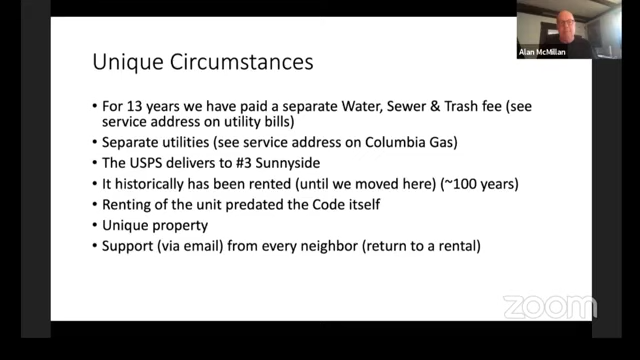 Alan McMillan
Unique Circumstances
• For 13 years we have paid a separate Water, Sewer & Trash fee (see
service address on utility bills)
• Separate utilities (see service address on Columbia Gas)
• The USPS delivers to #3 Sunnyside
• It historically has been rented (until we moved here) (~100 years)
• Renting of the unit predated the Code itself
• Unique property
• Support (via email) from every neighbor (return to a rental)
zoom